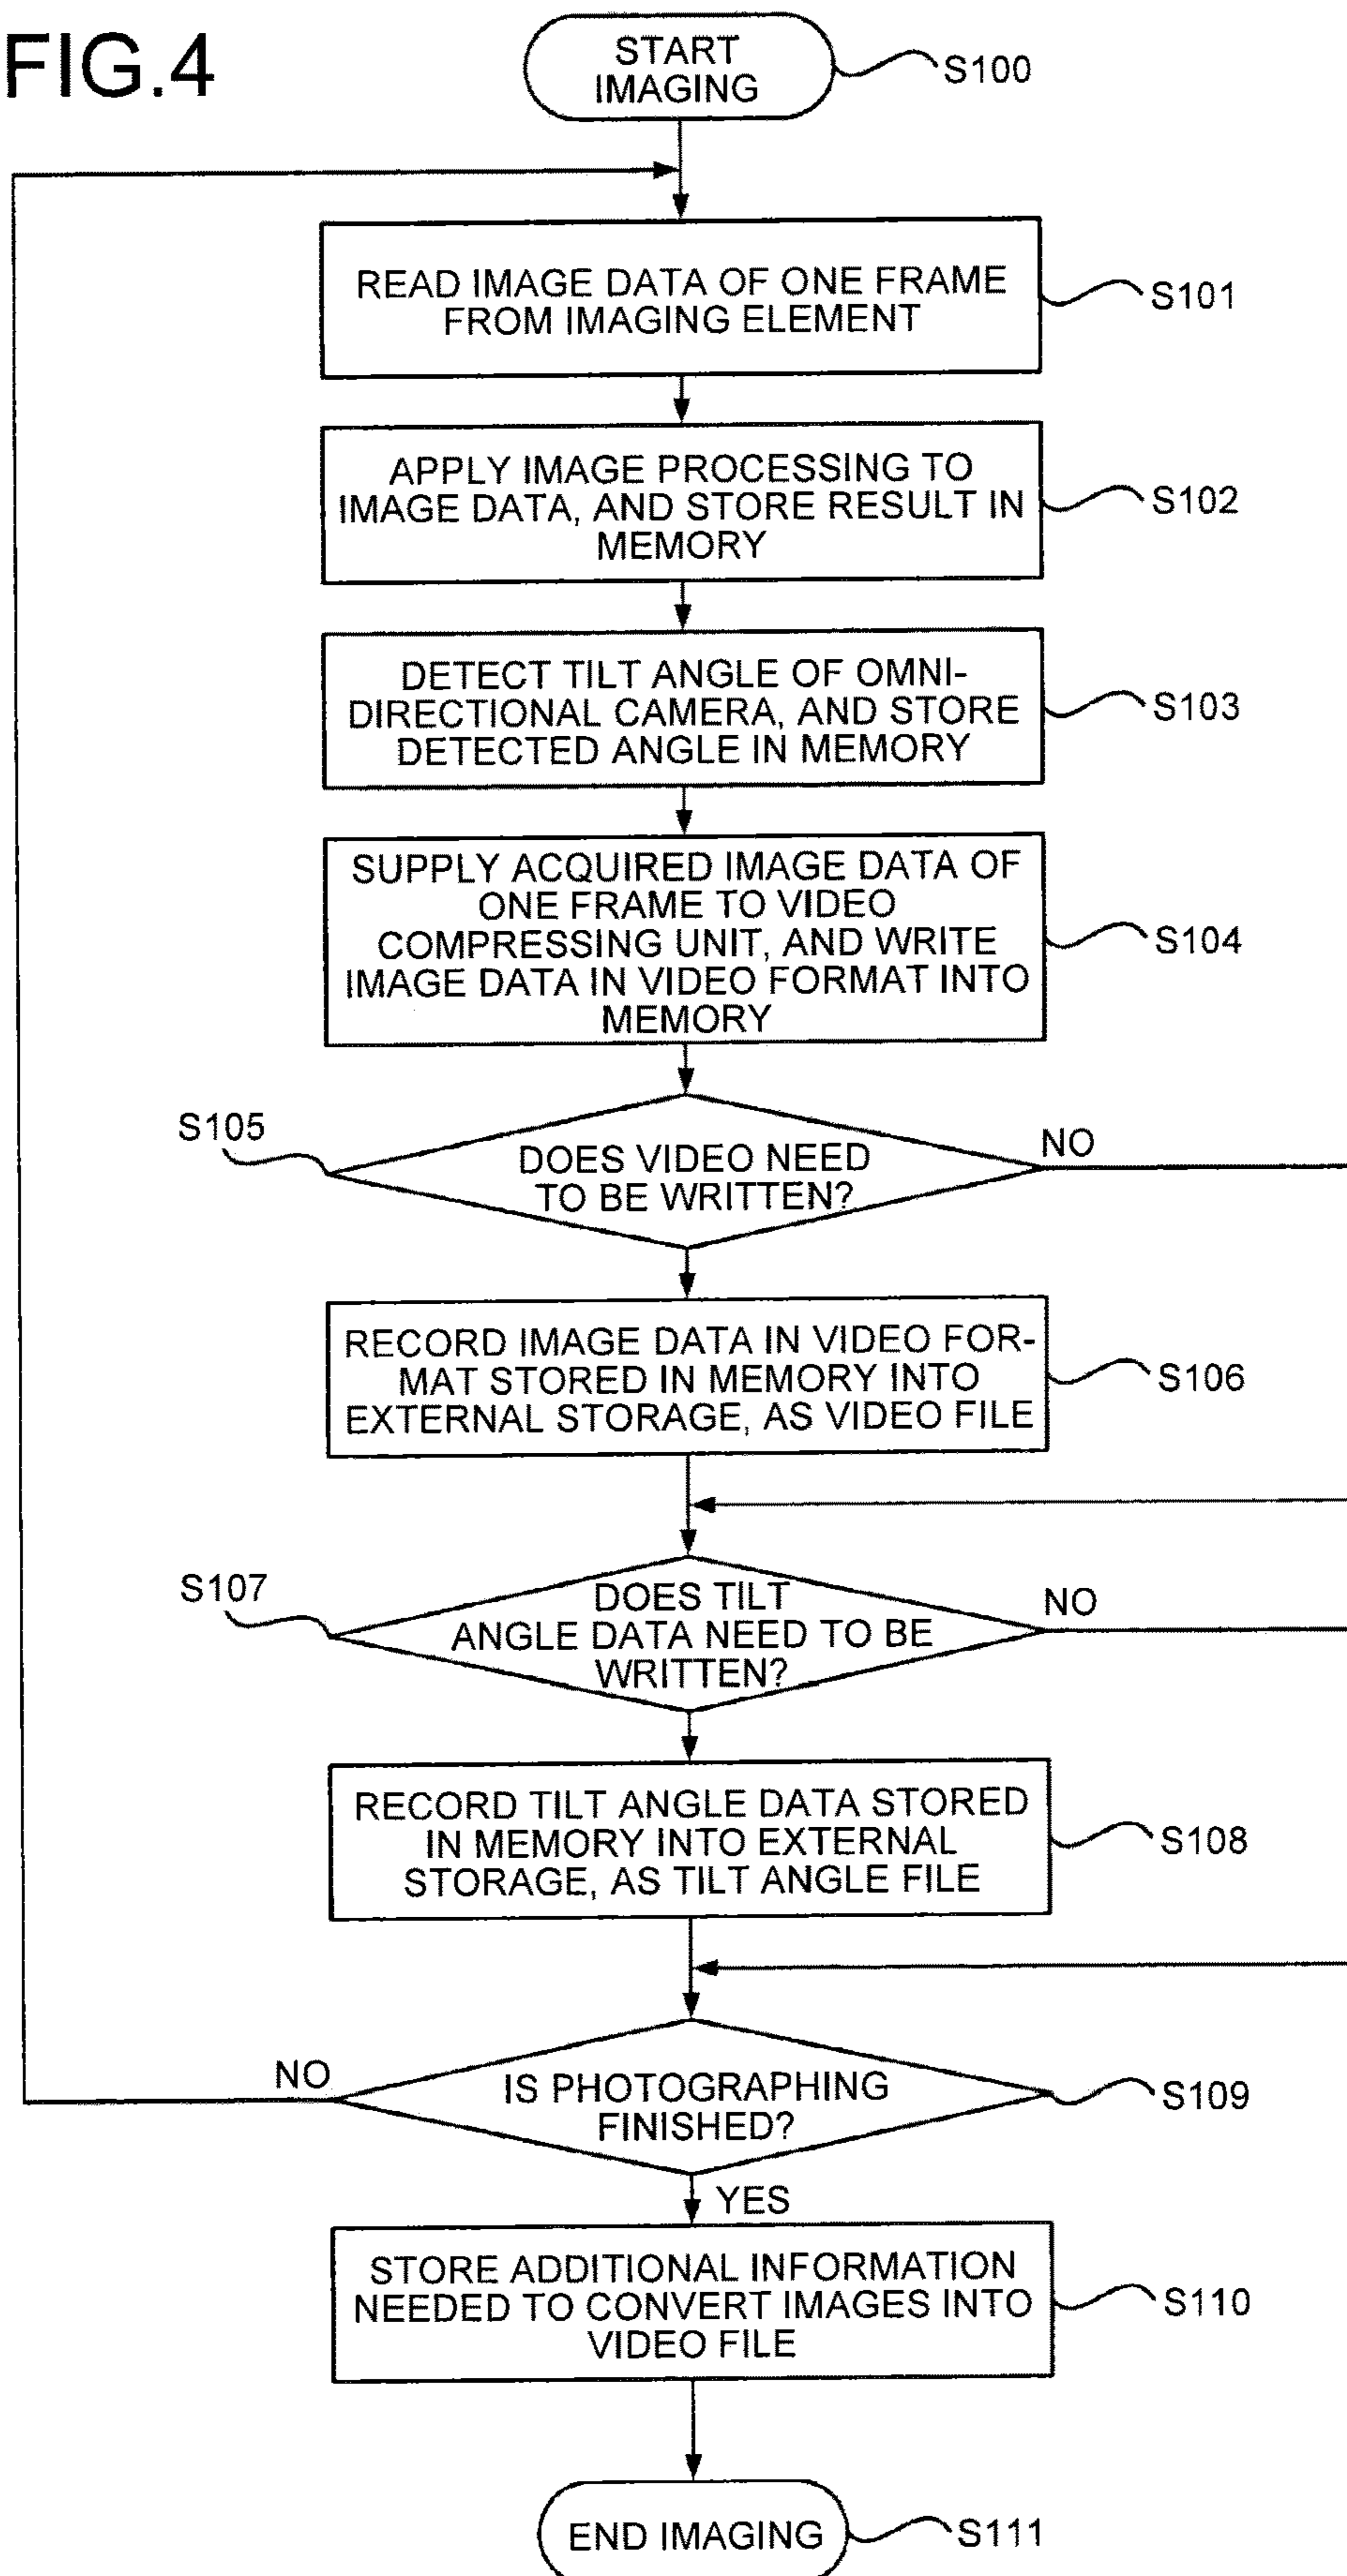 FIG.4
START
IMAGING
S100
READ IMAGE DATA OF ONE FRAME
FROM IMAGING ELEMENT
S101
APPLY IMAGE PROCESSING TO
IMAGE DATA, AND STORE RESULT IN
MEMORY
S102
DETECT TILT ANGLE OF OMNI-
DIRECTIONAL CAMERA, AND STORE
DETECTED ANGLE IN MEMORY
S103
SUPPLY ACQUIRED IMAGE DATA OF
ONE FRAME TO VIDEO
COMPRESSING UNIT, AND WRITE
IMAGE DATA IN VIDEO FORMAT INTO
MEMORY
S104
S105
DOES VIDEO NEED
TO BE WRITTEN?
NO
RECORD IMAGE DATA IN VIDEO FOR-
MAT STORED IN MEMORY INTO
EXTERNAL STORAGE, AS VIDEO FILE
S106
S107
DOES TILT
ANGLE DATA NEED TO BE
WRITTEN?
NO
RECORD TILT ANGLE DATA STORED
IN MEMORY INTO EXTERNAL
STORAGE, AS TILT ANGLE FILE
S108
NO
IS PHOTOGRAPHING
FINISHED?
S109
YES
STORE ADDITIONAL INFORMATION
NEEDED TO CONVERT IMAGES INTO
VIDEO FILE
S110
END IMAGING
S111